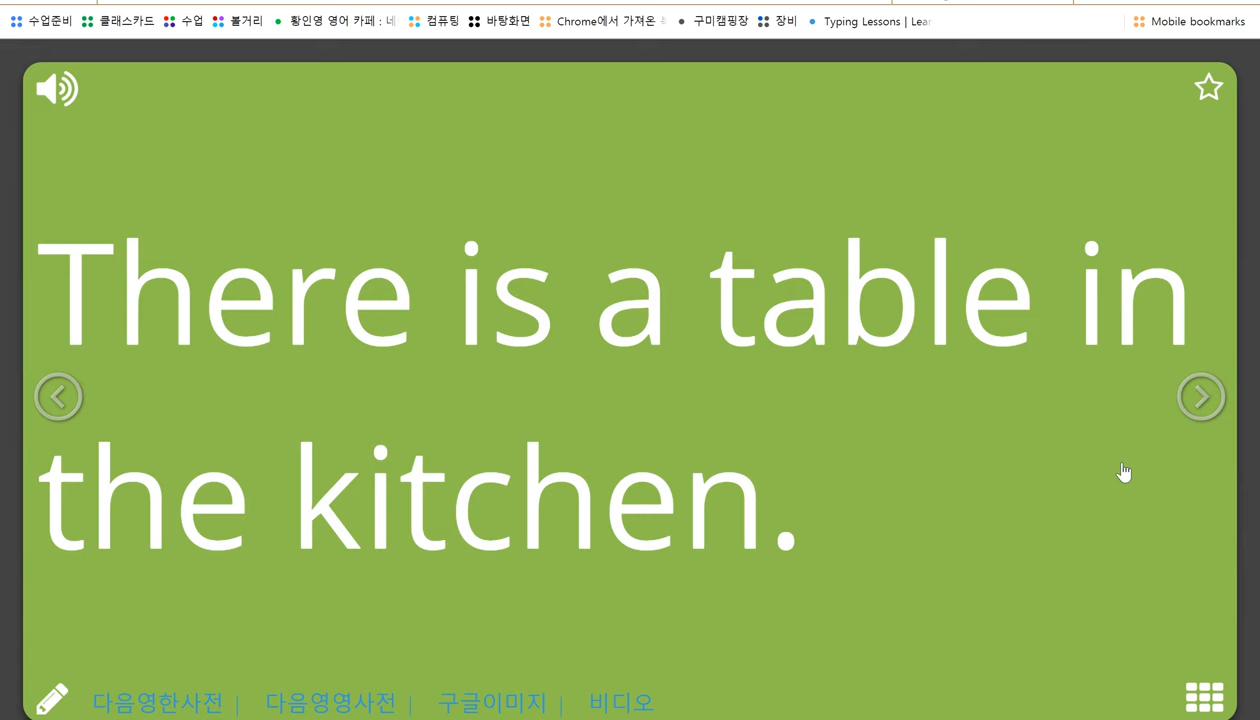 수업준비 클래스카드 수업 볼거리 황인영 영어 카페 : 네 컴퓨팅 바탕화면 Chrome에서 가져온 구미캠핑장 장비 Typing Lessons | Lear Mobile bookmarks
There is a table in
the kitchen.
다음영한사전 | 다음영영사전 | 구글이미지 | 비디오